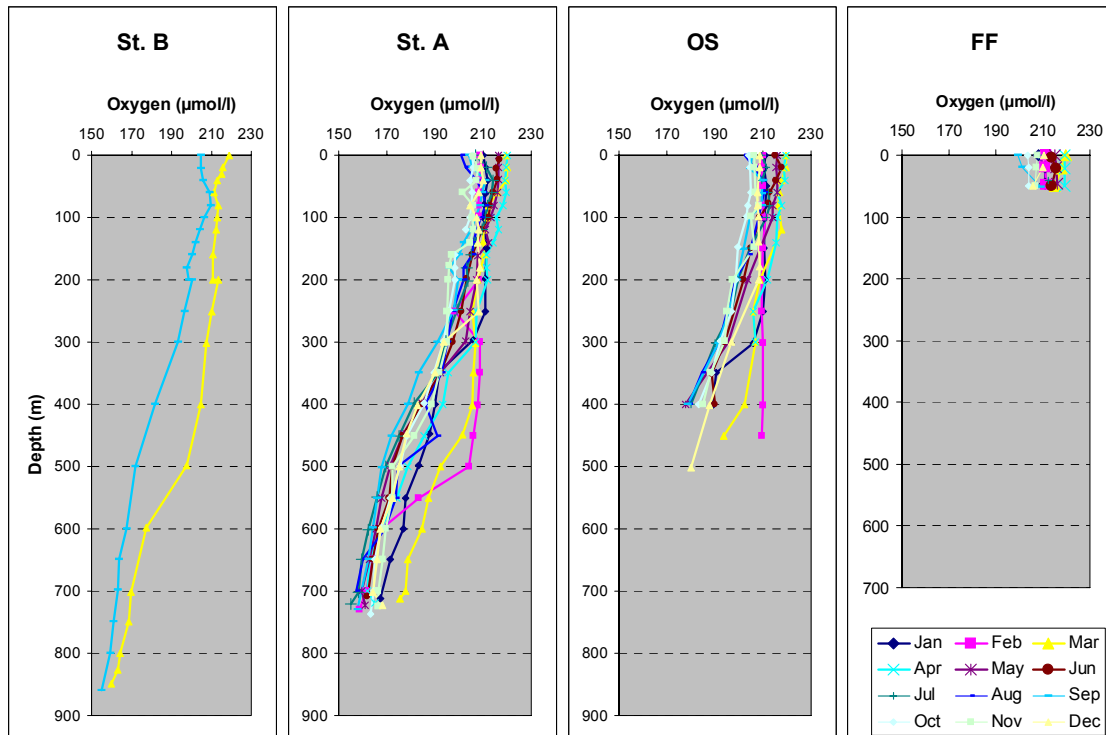 St. B
Oxygen (µmol/l)
150 170 190 210 230
0
100
200
300
400
500
600
700
800
900
Depth (m)
St. A
Oxygen (µmol/l)
150 170 190 210 230
0
100
200
300
400
500
600
700
800
900
OS
Oxygen (µmol/l)
150 170 190 210 230
0
100
200
300
400
500
600
700
800
900
FF
Oxygen (µmol/l)
150 170 190 210 230
0
100
200
300
400
500
600
700
Jan Feb Mar
Apr May Jun
Jul Aug Sep
Oct Nov Dec